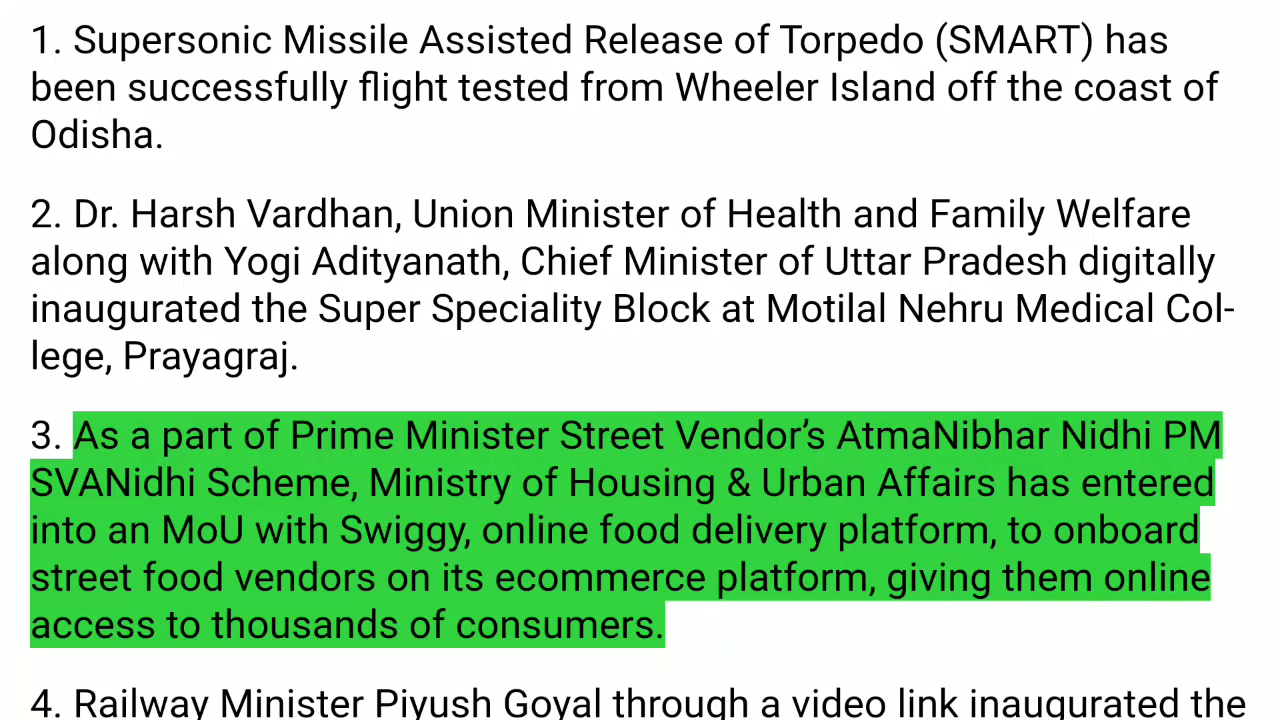 1. Supersonic Missile Assisted Release of Torpedo (SMART) has
been successfully flight tested from Wheeler Island off the coast of
Odisha.
2. Dr. Harsh Vardhan, Union Minister of Health and Family Welfare
along with Yogi Adityanath, Chief Minister of Uttar Pradesh digitally
inaugurated the Super Speciality Block at Motilal Nehru Medical Col-
lege, Prayagraj.
3. As a part of Prime Minister Street Vendor’s AtmaNibhar Nidhi PM
SVANidhi Scheme, Ministry of Housing & Urban Affairs has entered
into an MoU with Swiggy, online food delivery platform, to onboard
street food vendors on its ecommerce platform, giving them online
access to thousands of consumers.
4. Railway Minister Piyush Goyal through a video link inaugurated the